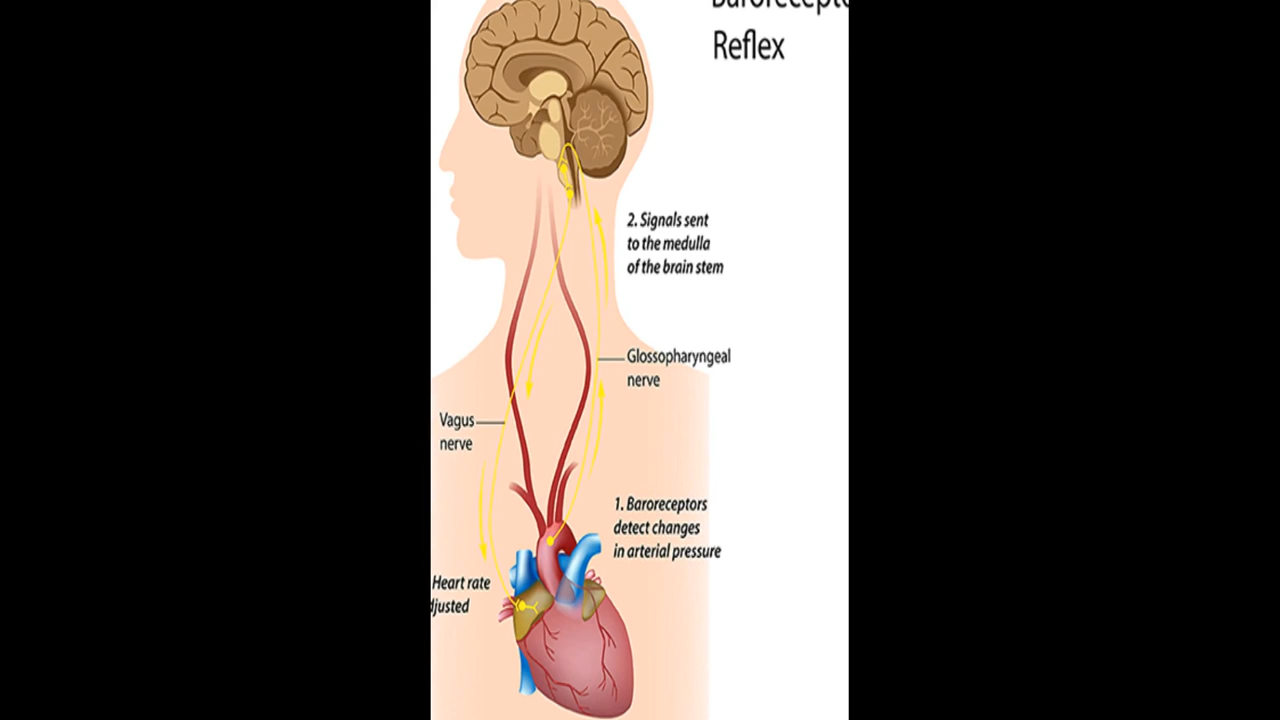 Barorecepto
Reflex
2. Signals sent
to the medulla
of the brain stem
Glossopharyngeal
nerve
Vagus
nerve
1. Baroreceptors
detect changes
in arterial pressure
Heart rate
djusted